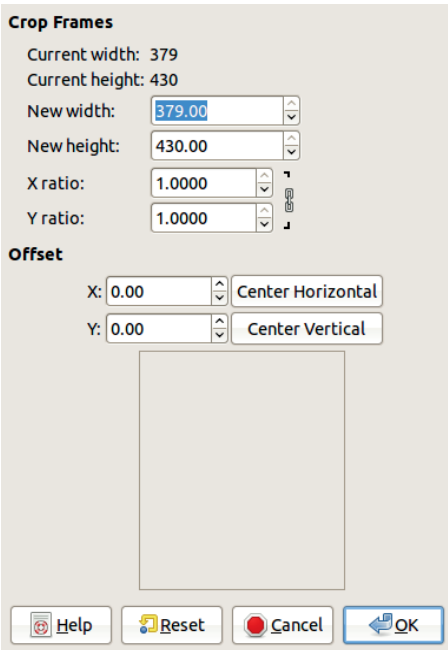 Crop Frames
Current width: 379
Current height: 430
New width: 379.00
New height: 430.00
X ratio: 1.0000
Y ratio: 1.0000
Offset
X: 0.00 Center Horizontal
Y: 0.00 Center Vertical
Help Reset Cancel OK